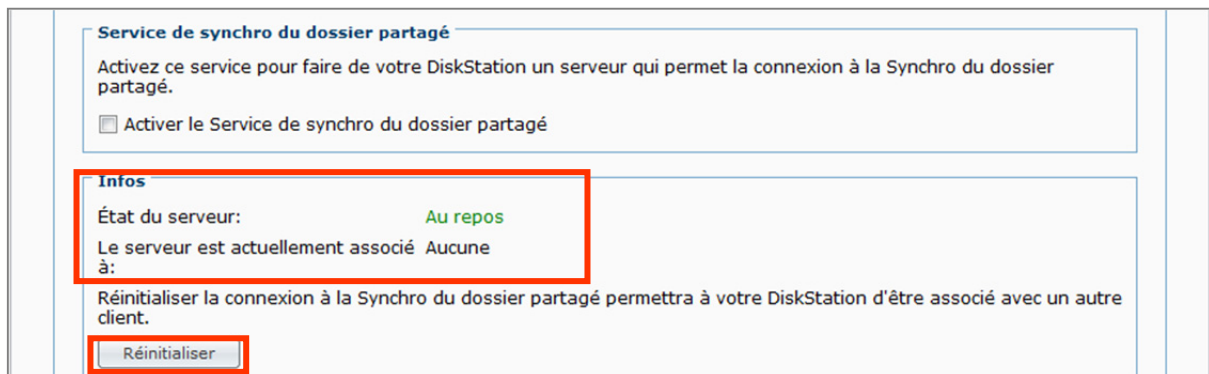 Service de synchro du dossier partagé
Activez ce service pour faire de votre DiskStation un serveur qui permet la connexion à la Synchro du dossier
partagé.
Activer le Service de synchro du dossier partagé
Infos
État du serveur: Au repos
Le serveur est actuellement associé Aucune
à:
Réinitialiser la connexion à la Synchro du dossier partagé permettra à votre DiskStation d'être associé avec un autre
client.
Réinitialiser